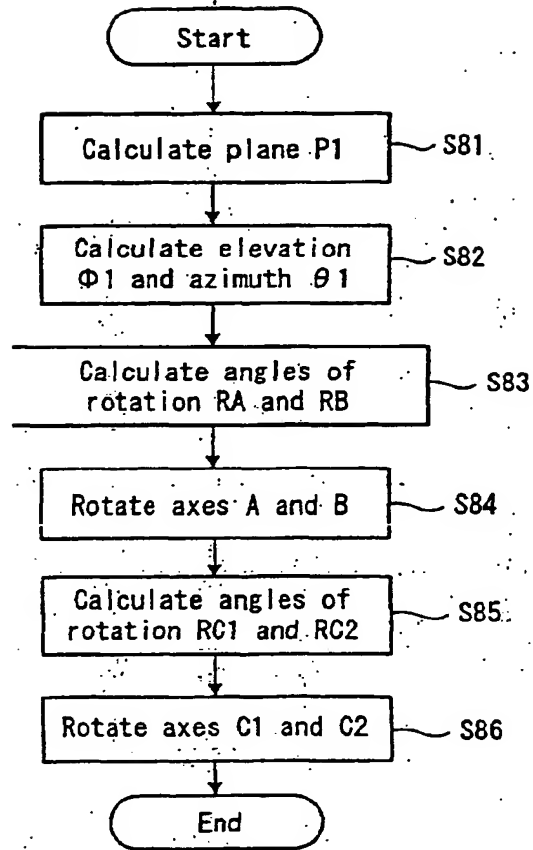 Start
Calculate plane P1
S81
Calculate elevation
Φ1 and azimuth θ1
S82
Calculate angles of
rotation RA and RB
S83
Rotate axes A and B
S84
Calculate angles of
rotation RC1 and RC2
S85
Rotate axes C1 and C2
S86
End